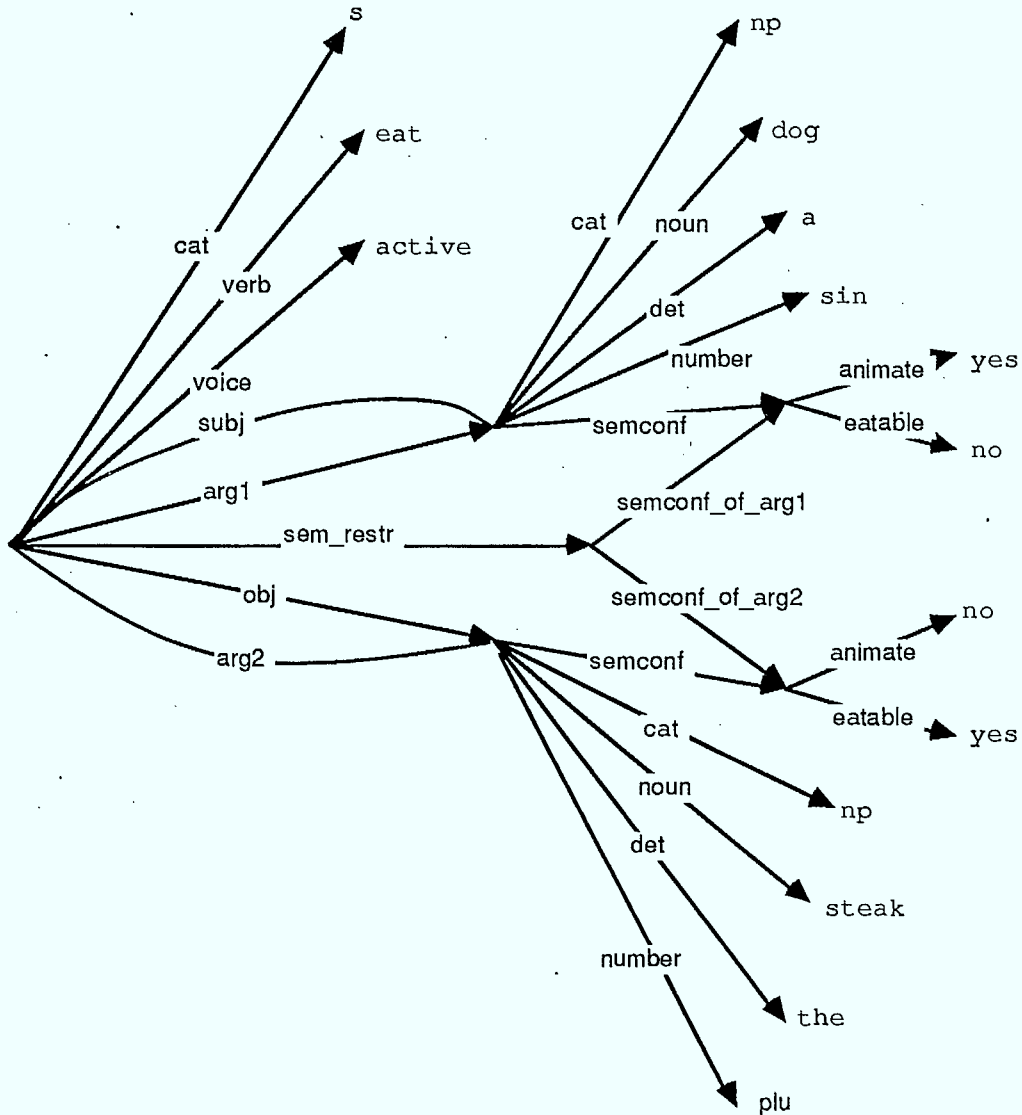 s
np
eat
dog
cat
active
cat
noun
a
verb
det
sin
number
animate
yes
voice
subj
semconf
eatable
no
arg1
semconf_of_arg1
sem_restr
obj
semconf_of_arg2
no
arg2
semconf
animate
cat
eatable
yes
noun
np
det
steak
number
the
plu